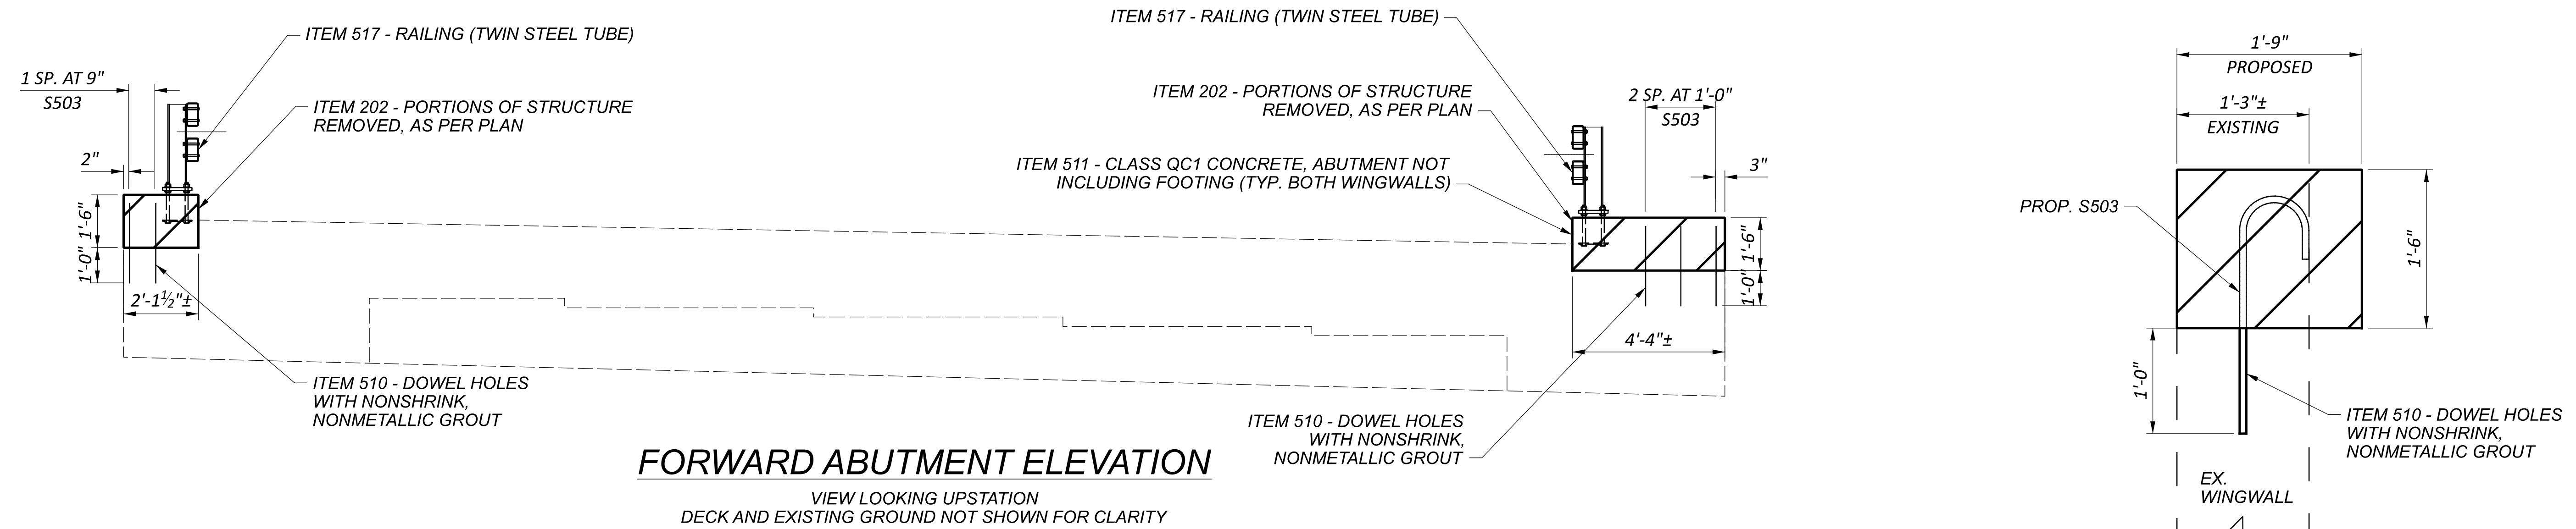 ITEM 517 - RAILING (TWIN STEEL TUBE)
1 SP. AT 9"
S503
ITEM 202 - PORTIONS OF STRUCTURE
REMOVED, AS PER PLAN
2"
1'-6"
1'-0"
2'-1½"±
ITEM 510 - DOWEL HOLES
WITH NONSHRINK,
NONMETALLIC GROUT
ITEM 517 - RAILING (TWIN STEEL TUBE)
ITEM 202 - PORTIONS OF STRUCTURE
REMOVED, AS PER PLAN
2 SP. AT 1'-0"
S503
ITEM 511 - CLASS QC1 CONCRETE, ABUTMENT NOT
INCLUDING FOOTING (TYP. BOTH WINGWALLS)
3"
1'-6"
1'-0"
4'-4"±
ITEM 510 - DOWEL HOLES
WITH NONSHRINK,
NONMETALLIC GROUT
FORWARD ABUTMENT ELEVATION
VIEW LOOKING UPSTATION
DECK AND EXISTING GROUND NOT SHOWN FOR CLARITY
1'-9"
PROPOSED
1'-3"±
EXISTING
PROP. S503
1'-6"
1'-0"
ITEM 510 - DOWEL HOLES
WITH NONSHRINK,
NONMETALLIC GROUT
EX.
WINGWALL